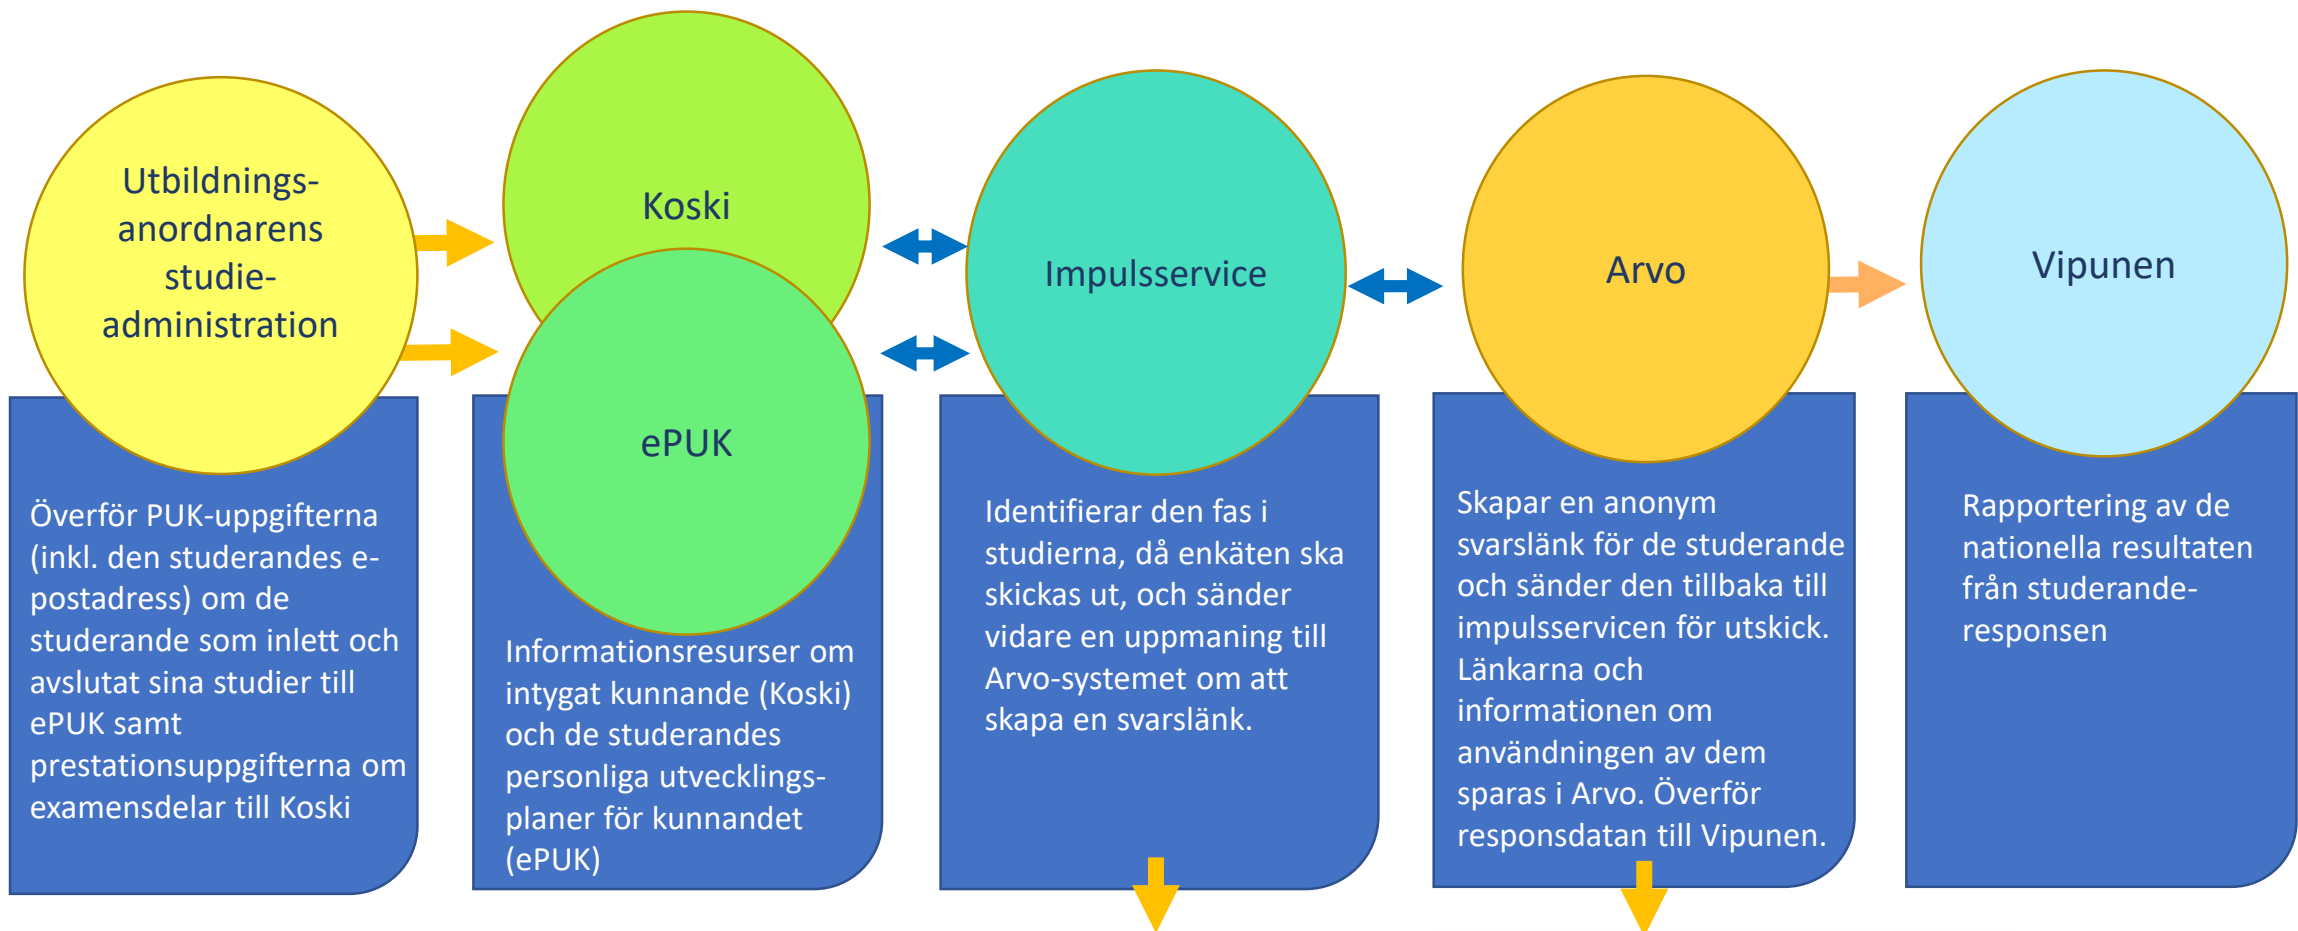 Utbildnings-
anordnarens
studie-
administration
Överför PUK-uppgifterna
(inkl. den studerandes e-
postadress) om de
studerande som inlett och
avslutat sina studier till
ePUK samt
prestationsuppgifterna om
examensdelar till Koski
Koski
ePUK
Informationsresurser om
intygat kunnande (Koski)
och de studerandes
personliga utvecklings-
planer för kunnandet
(ePUK)
Impulsservice
Identifierar den fas i
studierna, då enkäten ska
skickas ut, och sänder
vidare en uppmaning till
Arvo-systemet om att
skapa en svarslänk.
Arvo
Skapar en anonym
svarslänk för de studerande
och sänder den tillbaka till
impulsservicen för utskick.
Länkarna och
informationen om
användningen av dem
sparas i Arvo. Överför
responsdatan till Vipunen.
Vipunen
Rapportering av de
nationella resultaten
från studerande-
responsen